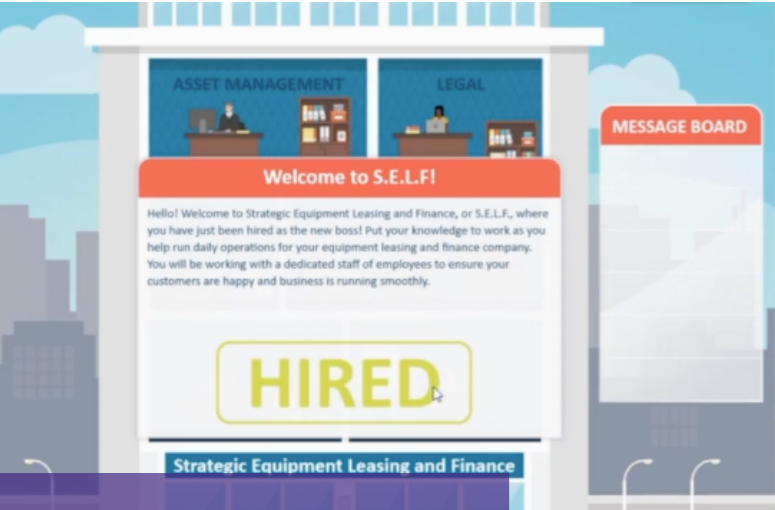 ASSET MANAGEMENT
LEGAL
MESSAGE BOARD
Welcome to S.E.L.F!
Hello! Welcome to Strategic Equipment Leasing and Finance, or S.E.L.F., where
you have just been hired as the new boss! Put your knowledge to work as you
help run daily operations for your equipment leasing and finance company.
You will be working with a dedicated staff of employees to ensure your
customers are happy and business is running smoothly.
HIRED
Strategic Equipment Leasing and Finance